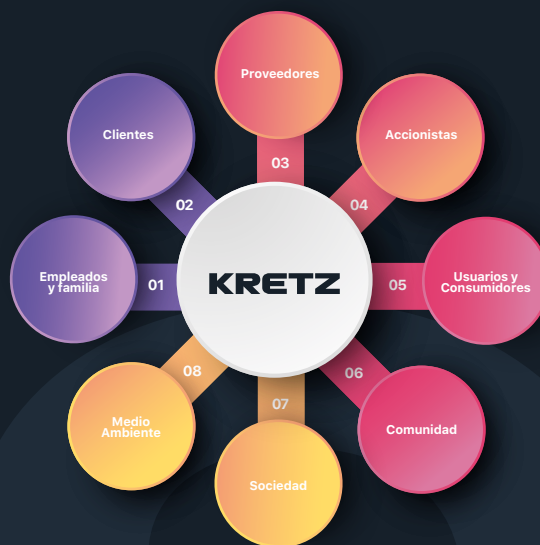 Proveedores
03
Clientes
02
Accionistas
04
Empleados
y familia
01
KRETZ
05
Usuarios y
Consumidores
08
Medio
Ambiente
07
Sociedad
06
Comunidad